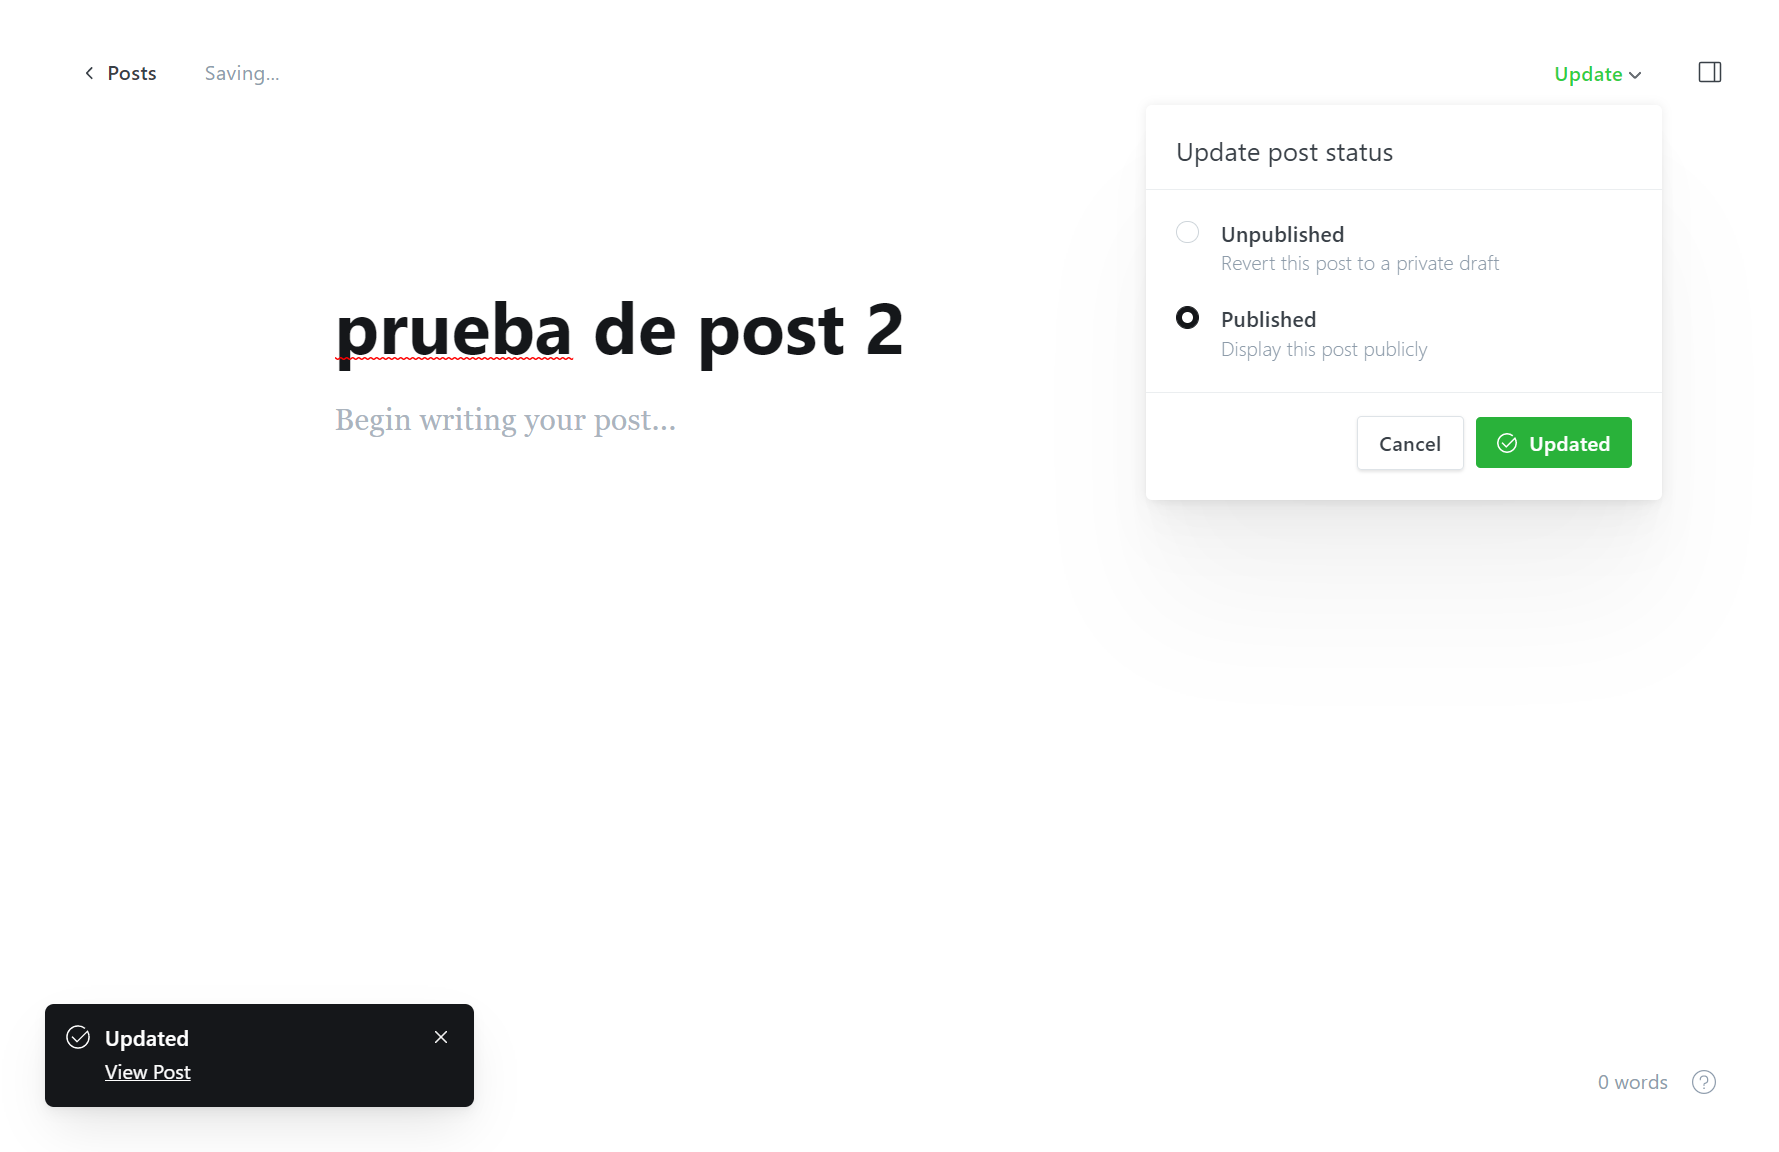 Posts
Saving...
Update
Update post status
Unpublished
Revert this post to a private draft
Published
Display this post publicly
Cancel
Updated
prueba de post 2
Begin writing your post...
Updated
View Post
0 words
?